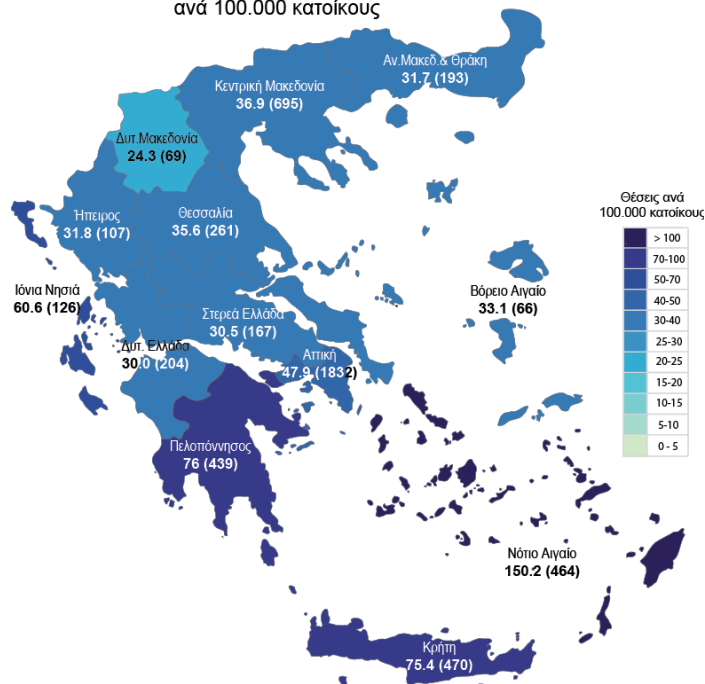 ανά 100.000 κατοίκους
Αν.Μακεδ.& Θράκη
31.7 (193)
Κεντρική Μακεδονία
36.9 (695)
Δυτ.Μακεδονία
24.3 (69)
Ήπειρος
31.8 (107)
Θεσσαλία
35.6 (261)
Ιόνια Νησιά
60.6 (126)
Στερεά Ελλάδα
30.5 (167)
Δυτ. Ελλάδα
30.0 (204)
Αττική
47.9 (1832)
Πελοπόννησος
76 (439)
Βόρειο Αιγαίο
33.1 (66)
Νότιο Αιγαίο
150.2 (464)
Κρήτη
75.4 (470)
Θέσεις ανά
100.000 κατοίκους
> 100
70-100
50-70
40-50
30-40
25-30
20-25
15-20
10-15
5-10
0 - 5